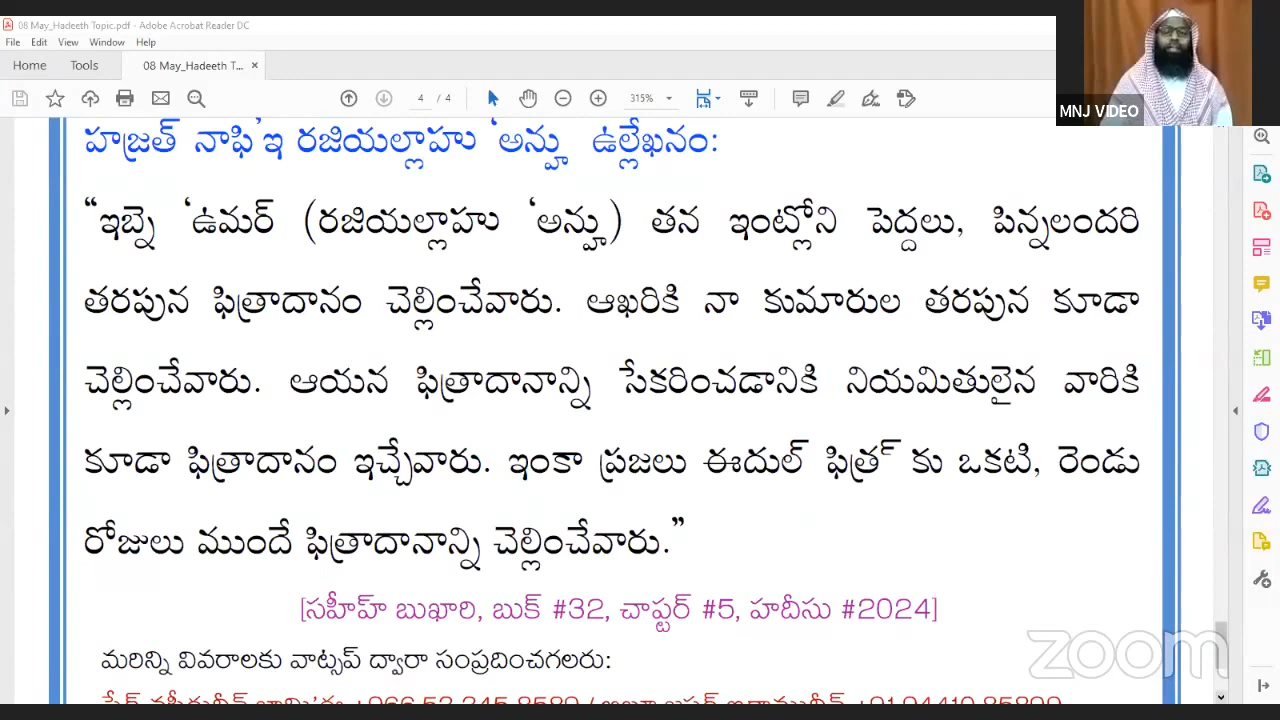 08 May_Hadeeth Topic.pdf - Adobe Acrobat Reader DC
File Edit View Window Help
Home Tools 08 May_Hadeeth T... ×
4 / 4 315%
MNJ VIDEO
హజ్రత్ నాఫి'ఇ రజియల్లాహు 'అన్హు ఉల్లేఖనం:
“ఇబ్నె 'ఉమర్ (రజియల్లాహు 'అన్హు) తన ఇంట్లోని పెద్దలు, పిన్నలందరి
తరపున ఫిత్రాదానం చెల్లించేవారు. ఆఖరికి నా కుమారుల తరపున కూడా
చెల్లించేవారు. ఆయన ఫిత్రాదానాన్ని సేకరించడానికి నియమితులైన వారికి
కూడా ఫిత్రాదానం ఇచ్చేవారు. ఇంకా ప్రజలు ఈదుల్ ఫిత్ర్ కు ఒకటి, రెండు
రోజులు ముందే ఫిత్రాదానాన్ని చెల్లించేవారు.”
[సహీహ్ బుఖారి, బుక్ #32, చాప్టర్ #5, హదీసు #2024]
మరిన్ని వివరాలకు వాట్సప్ ద్వారా సంప్రదించగలరు:
zoom